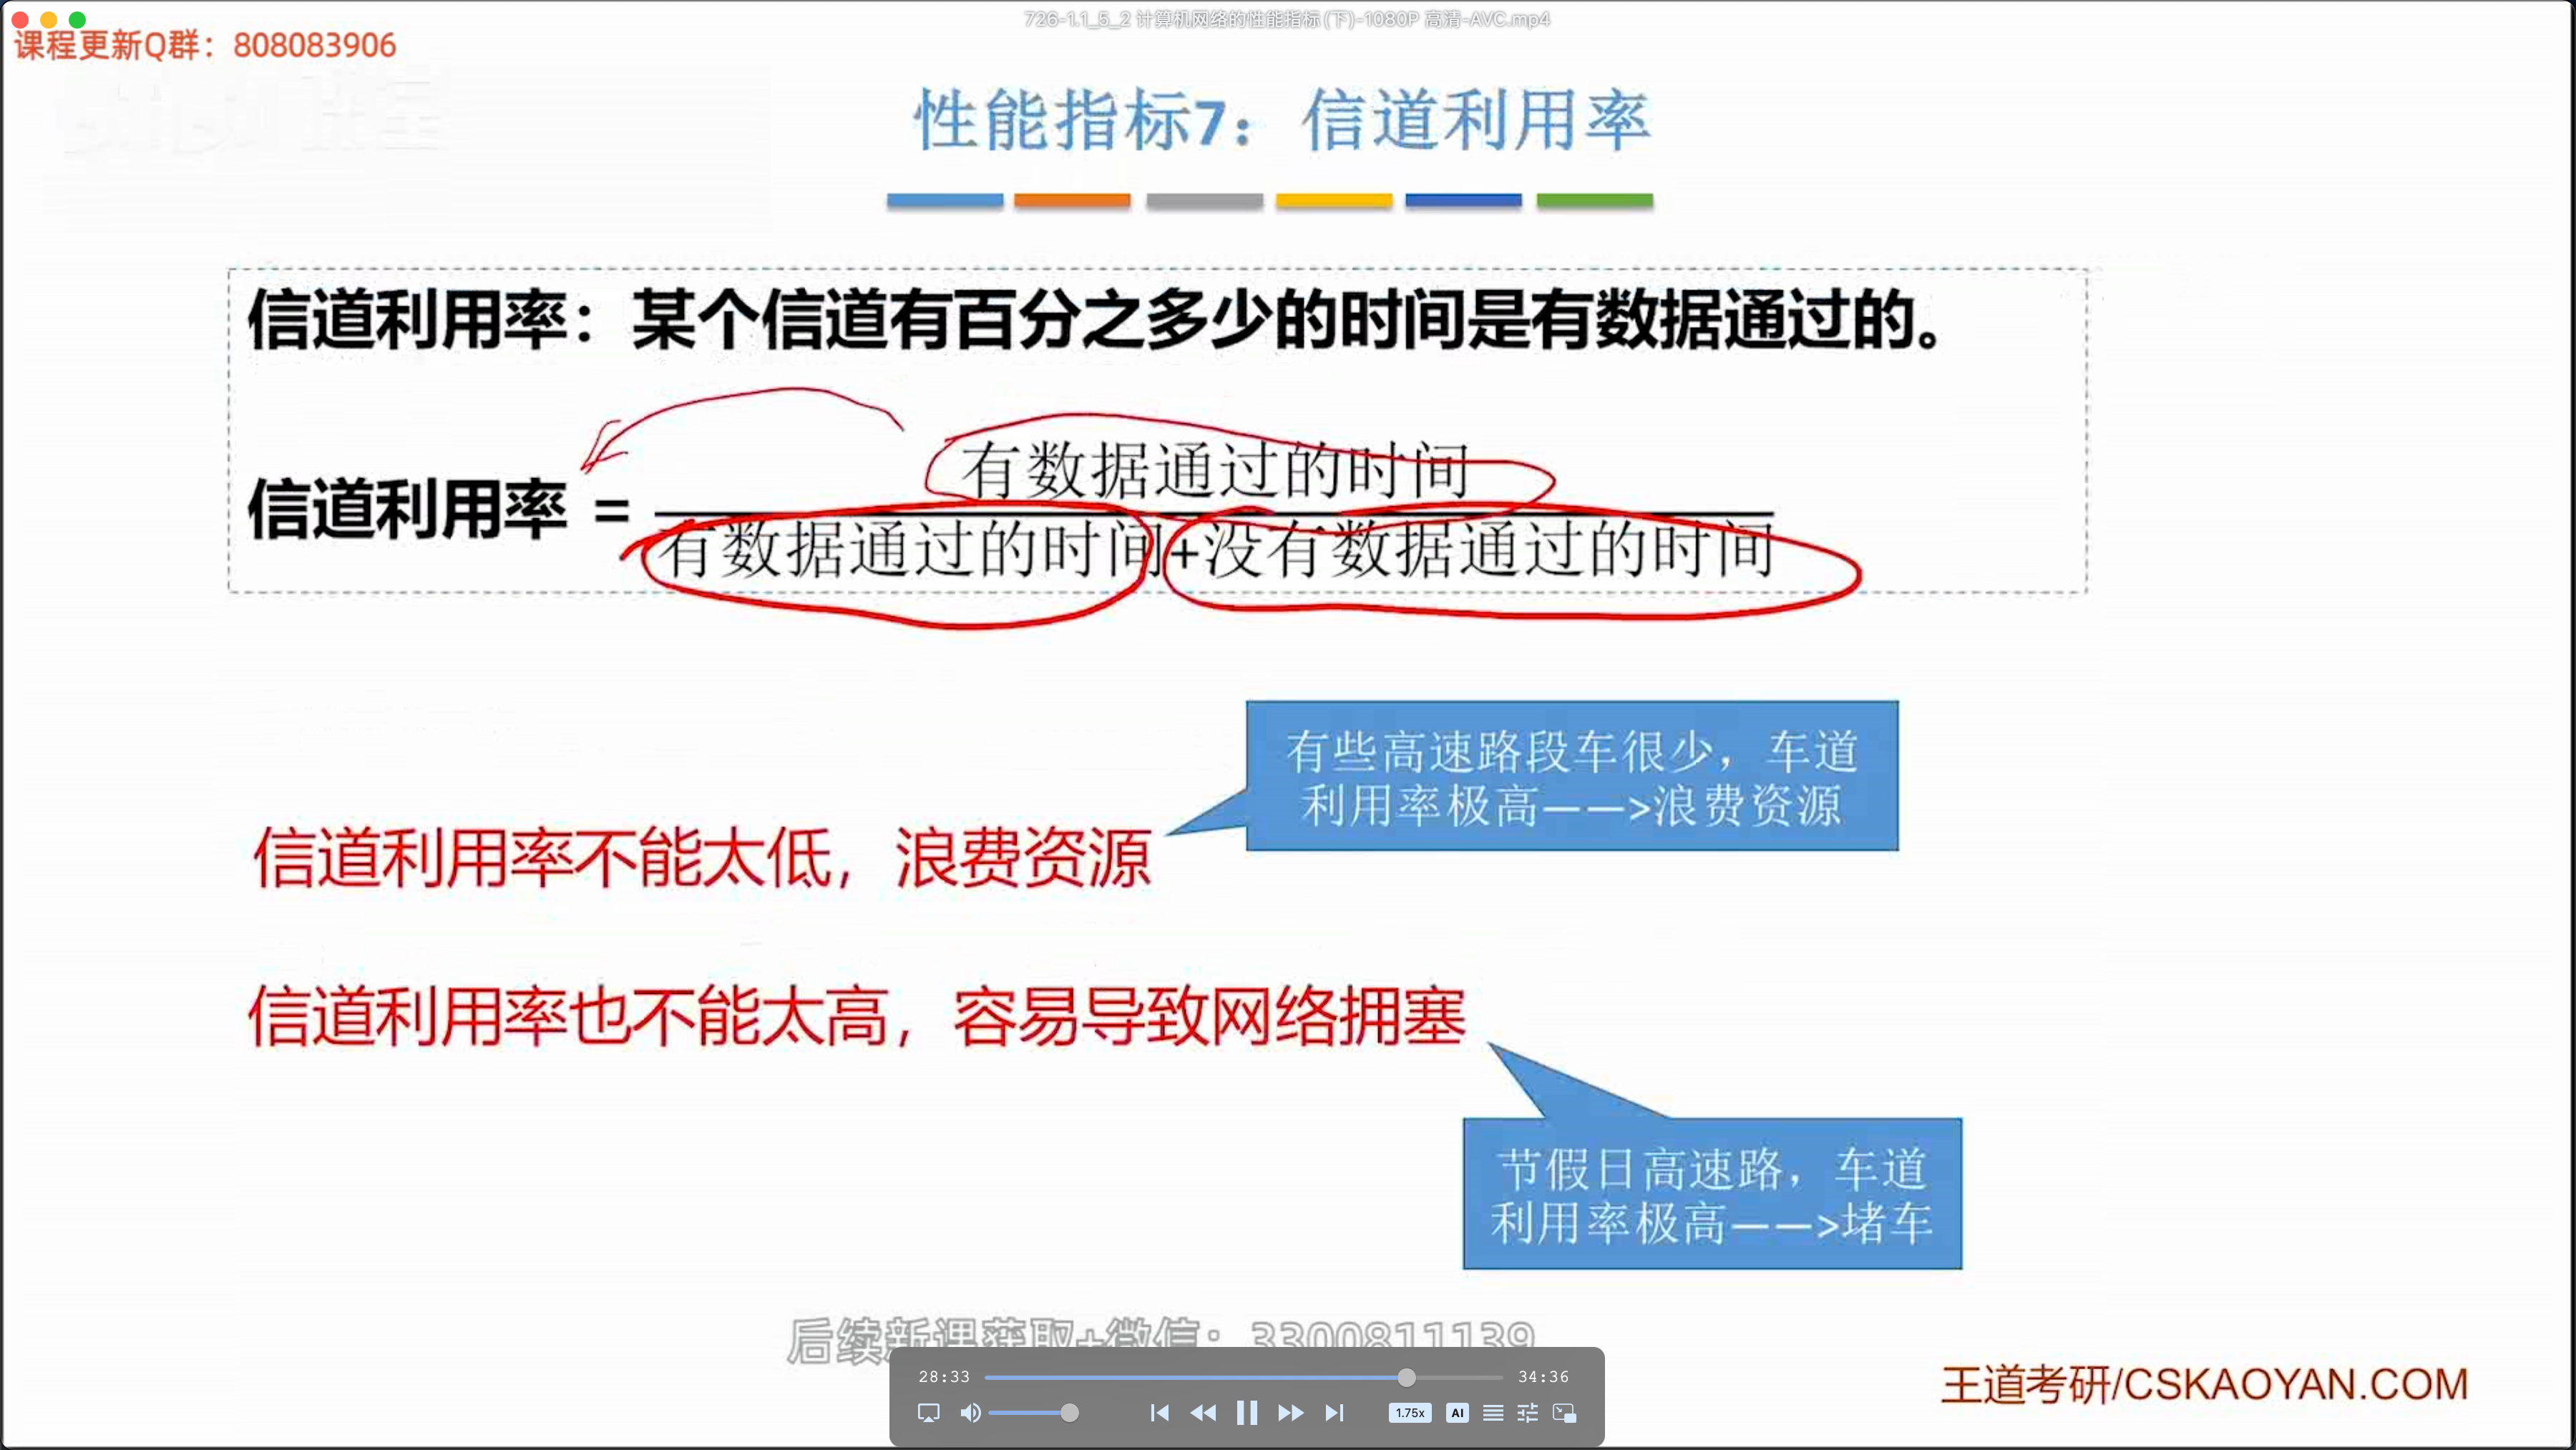 726-1.1_5_2 计算机网络的性能指标(下)-1080P 高清-AVC.mp4
课程更新Q群：808083906
性能指标7：信道利用率
信道利用率：某个信道有百分之多少的时间是有数据通过的。
有数据通过的时间
信道利用率 =
有数据通过的时间+没有数据通过的时间
有些高速路段车很少，车道
利用率极高——>浪费资源
信道利用率不能太低，浪费资源
信道利用率也不能太高，容易导致网络拥塞
节假日高速路，车道
利用率极高——>堵车
后续新课获取+微信：3300811139
28:33
34:36
1.75x
AI
王道考研/CSKAOYAN.COM